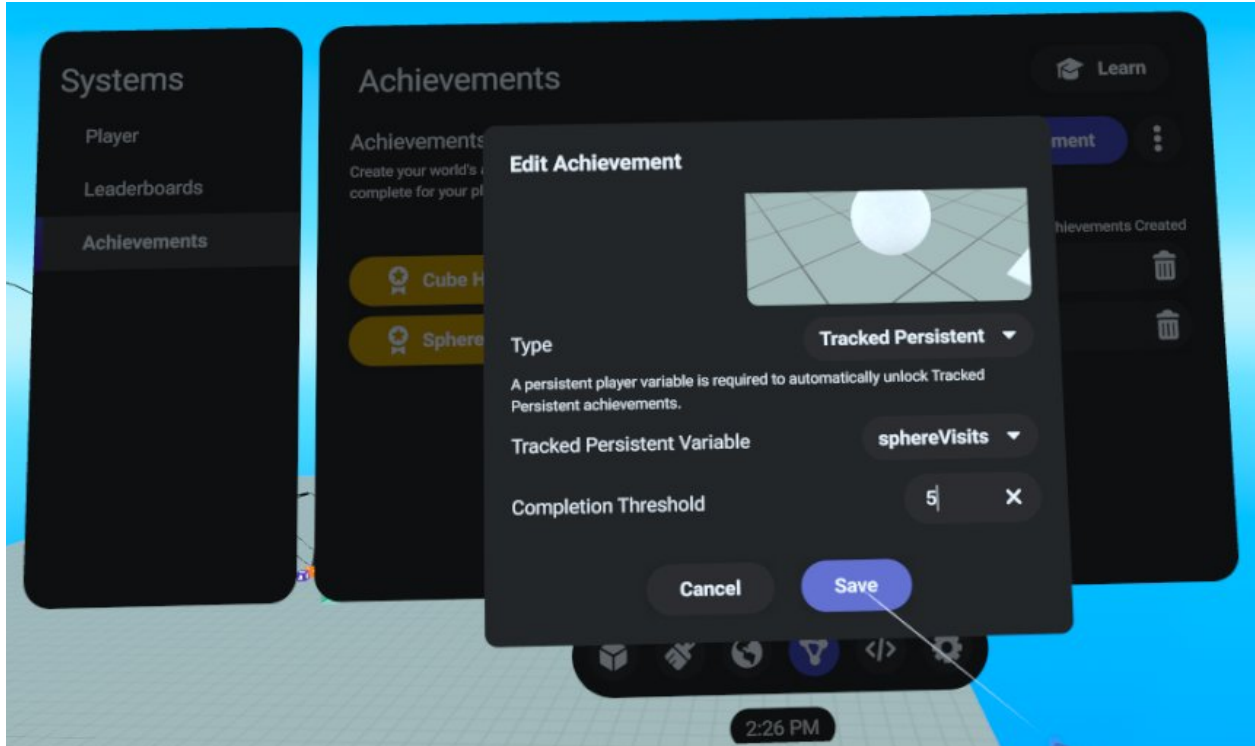 Systems
Player
Leaderboards
Achievements
Achievements
Learn
Achievements
Create your world's
complete for your
ment
hievements Created
Cube H
Sphere
Edit Achievement
Type
Tracked Persistent
A persistent player variable is required to automatically unlock Tracked
Persistent achievements.
Tracked Persistent Variable
sphereVisits
Completion Threshold
5
Cancel
Save
2:26 PM